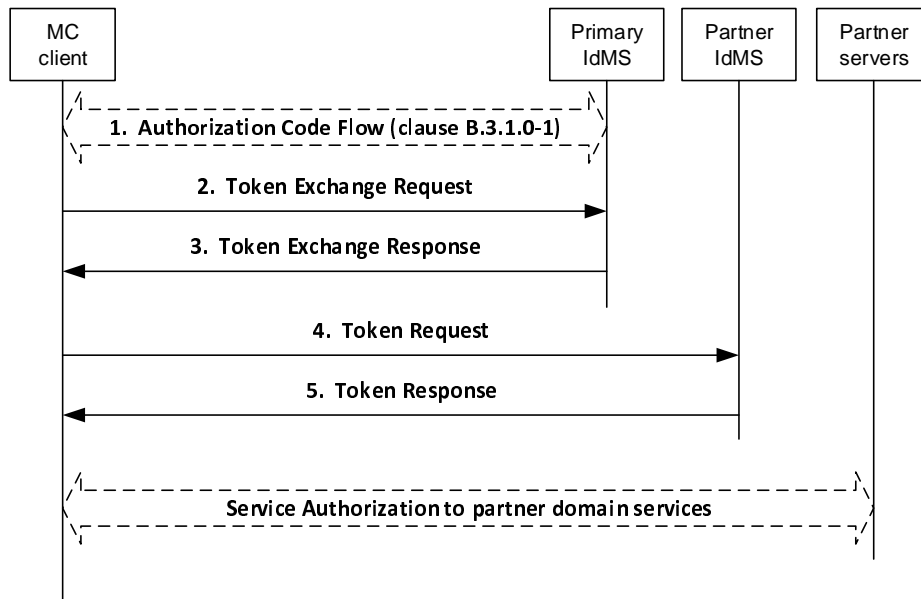 MC
client
Primary
IdMS
Partner
IdMS
Partner
servers
1. Authorization Code Flow (clause B.3.1.0-1)
2. Token Exchange Request
3. Token Exchange Response
4. Token Request
5. Token Response
Service Authorization to partner domain services